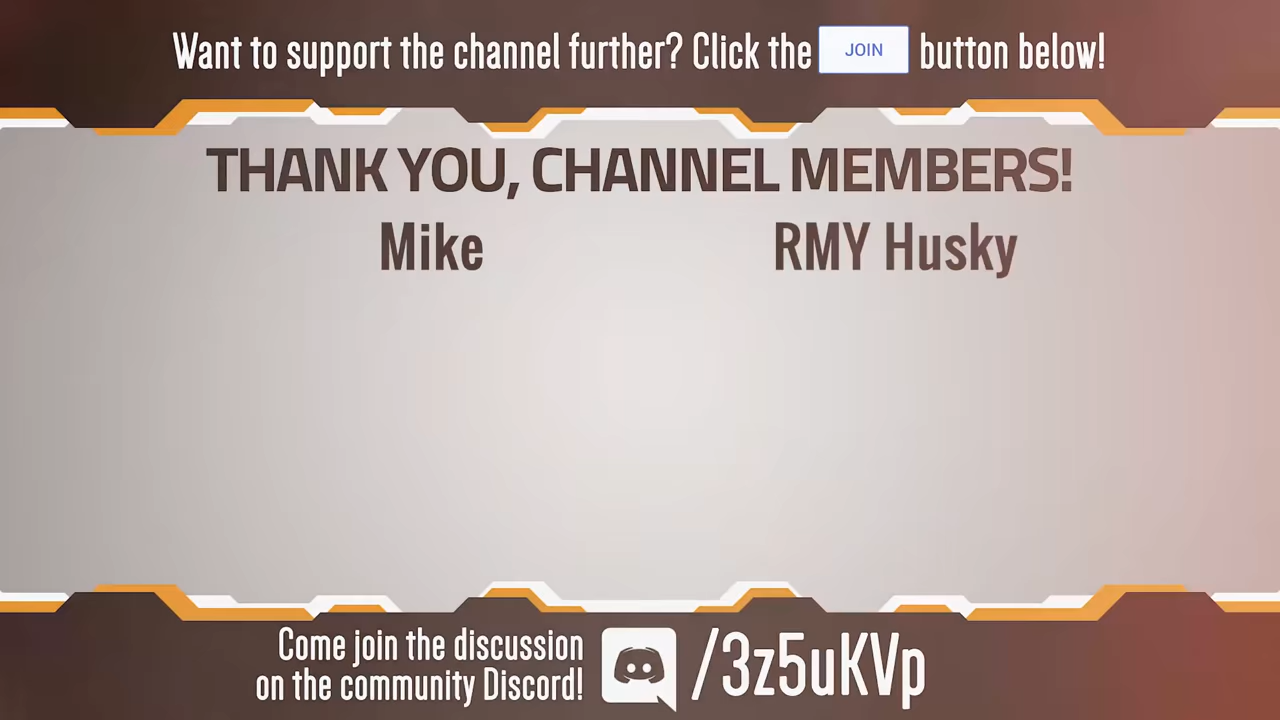 Want to support the channel further? Click the JOIN button below!
THANK YOU, CHANNEL MEMBERS!
Mike RMY Husky
Come join the discussion
on the community Discord!
/3z5uKVp